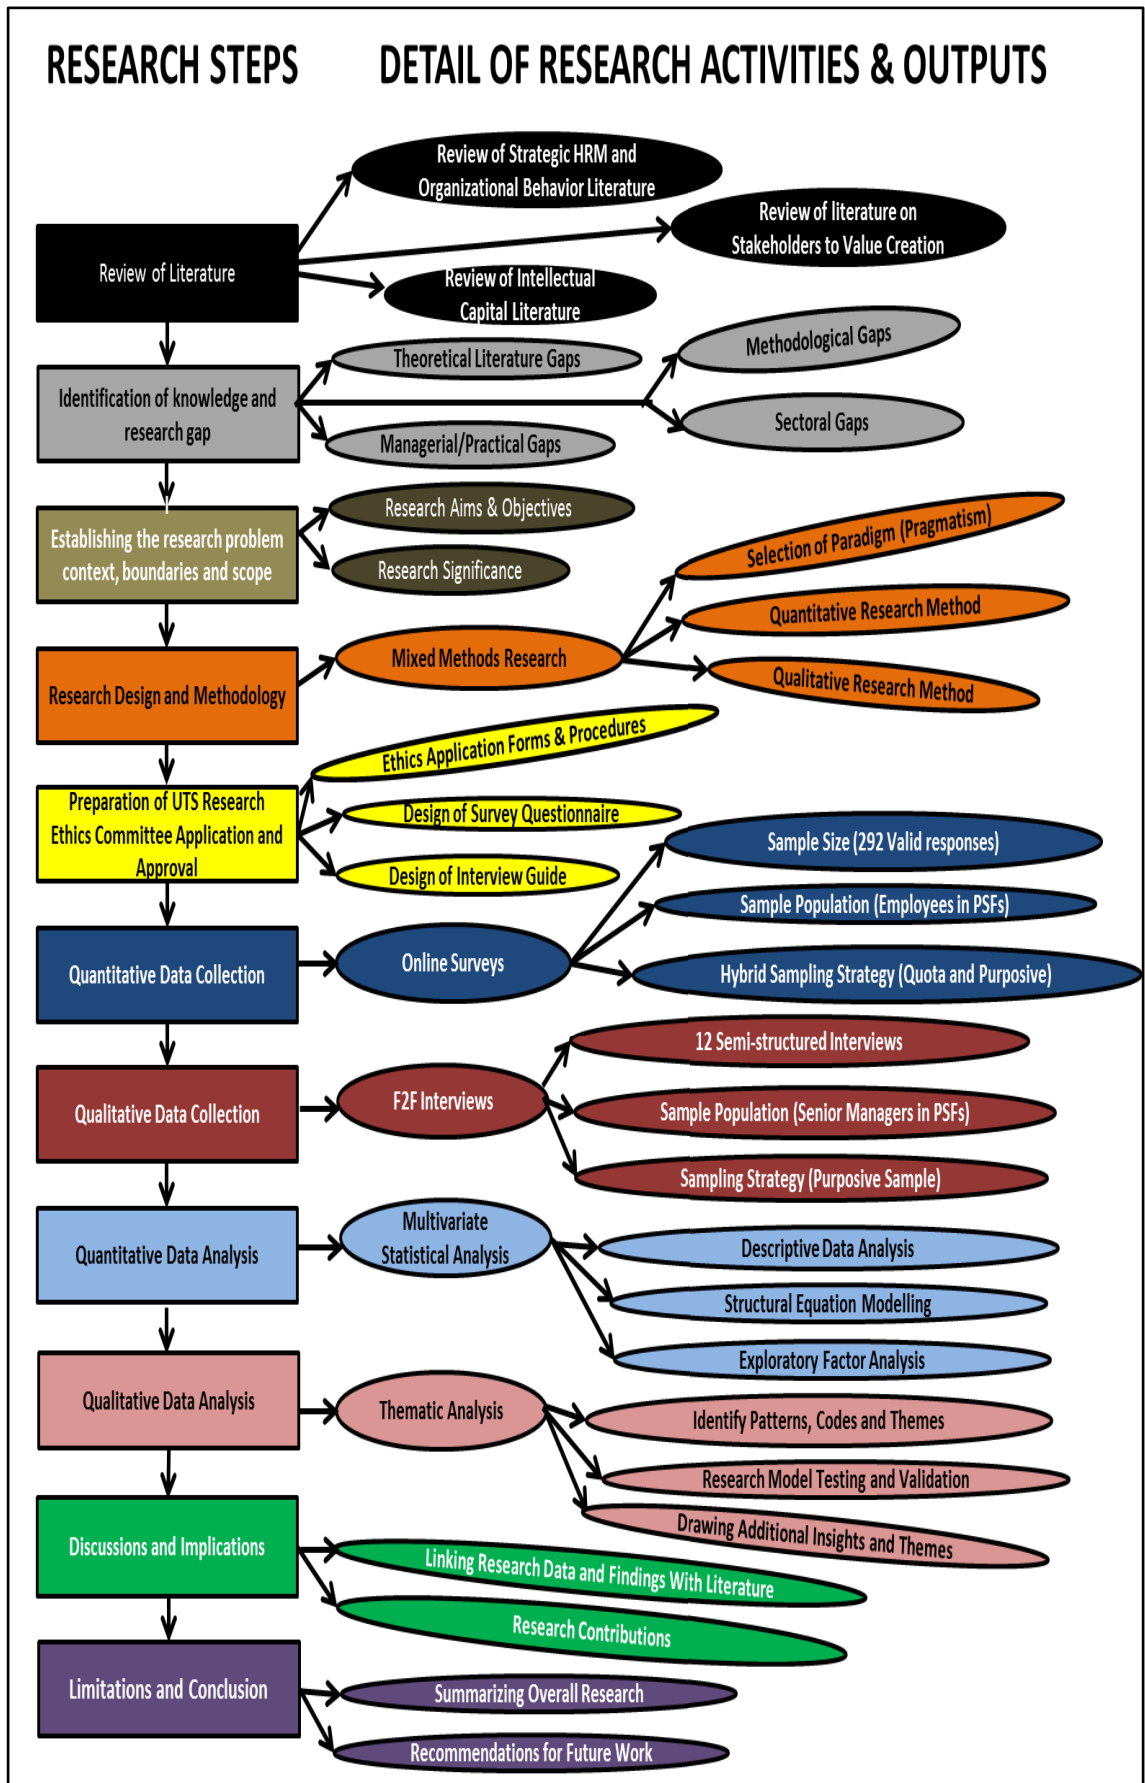 RESEARCH STEPS
DETAIL OF RESEARCH ACTIVITIES & OUTPUTS
Review of Literature
Review of Strategic HRM and
Organizational Behavior Literature
Review of literature on
Stakeholders to Value Creation
Review of Intellectual
Capital Literature
Identification of knowledge and
research gap
Theoretical Literature Gaps
Methodological Gaps
Sectoral Gaps
Managerial/Practical Gaps
Establishing the research problem
context, boundaries and scope
Research Aims & Objectives
Research Significance
Research Design and Methodology
Mixed Methods Research
Selection of Paradigm (Pragmatism)
Quantitative Research Method
Qualitative Research Method
Preparation of UTS Research
Ethics Committee Application and
Approval
Ethics Application Forms & Procedures
Design of Survey Questionnaire
Design of Interview Guide
Quantitative Data Collection
Online Surveys
Sample Size (292 Valid responses)
Sample Population (Employees in PSFs)
Hybrid Sampling Strategy (Quota and Purposive)
Qualitative Data Collection
F2F Interviews
12 Semi-structured Interviews
Sample Population (Senior Managers in PSFs)
Sampling Strategy (Purposive Sample)
Quantitative Data Analysis
Multivariate
Statistical Analysis
Descriptive Data Analysis
Structural Equation Modelling
Exploratory Factor Analysis
Qualitative Data Analysis
Thematic Analysis
Identify Patterns, Codes and Themes
Research Model Testing and Validation
Drawing Additional Insights and Themes
Discussions and Implications
Linking Research Data and Findings With Literature
Research Contributions
Limitations and Conclusion
Summarizing Overall Research
Recommendations for Future Work